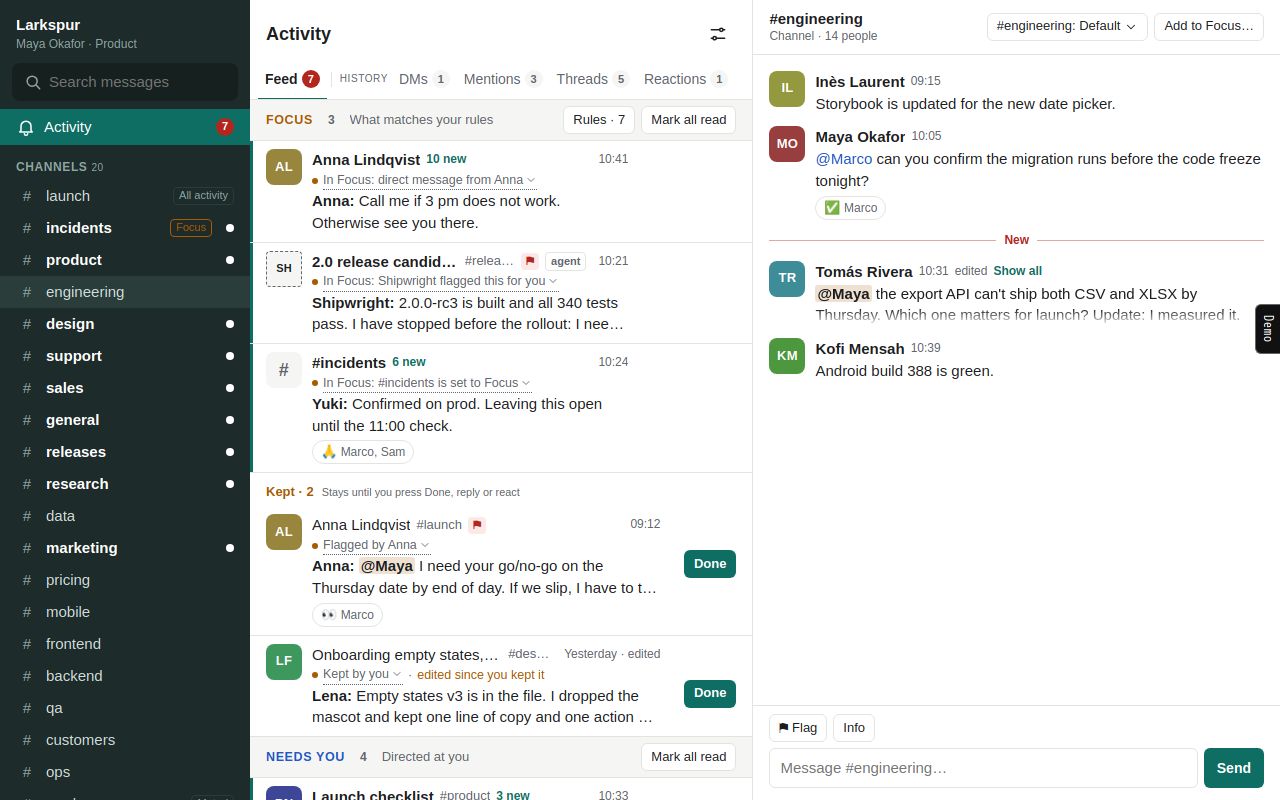 Larkspur
Maya Okafor · Product
Search messages
Activity 7
CHANNELS 20
# launch All activity
# incidents Focus
# product
# engineering
# design
# support
# sales
# general
# releases
# research
# data
# marketing
# pricing
# mobile
# frontend
# backend
# qa
# customers
# ops
Activity
Feed 7 HISTORY DMs 1 Mentions 3 Threads 5 Reactions 1
FOCUS 3 What matches your rules Rules · 7 Mark all read
AL Anna Lindqvist 10 new 10:41
In Focus: direct message from Anna
Anna: Call me if 3 pm does not work.
Otherwise see you there.
SH 2.0 release candid… #relea… agent 10:21
In Focus: Shipwright flagged this for you
Shipwright: 2.0.0-rc3 is built and all 340 tests
pass. I have stopped before the rollout: I nee…
# #incidents 6 new 10:24
In Focus: #incidents is set to Focus
Yuki: Confirmed on prod. Leaving this open
until the 11:00 check.
🙏 Marco, Sam
Kept · 2 Stays until you press Done, reply or react
AL Anna Lindqvist #launch 09:12
Flagged by Anna
Anna: @Maya I need your go/no-go on the
Thursday date by end of day. If we slip, I have to t…
Done
👀 Marco
LF Onboarding empty states,… #des… Yesterday · edited
Kept by you · edited since you kept it
Lena: Empty states v3 is in the file. I dropped the
mascot and kept one line of copy and one action …
Done
NEEDS YOU 4 Directed at you Mark all read
Launch checklist #product 3 new 10:33
#engineering
Channel · 14 people
#engineering: Default
Add to Focus…
IL Inès Laurent 09:15
Storybook is updated for the new date picker.
MO Maya Okafor 10:05
@Marco can you confirm the migration runs before the code freeze
tonight?
✅ Marco
New
TR Tomás Rivera 10:31 edited Show all
@Maya the export API can't ship both CSV and XLSX by
Thursday. Which one matters for launch? Update: I measured it.
KM Kofi Mensah 10:39
Android build 388 is green.
Demo
Flag Info
Message #engineering…
Send